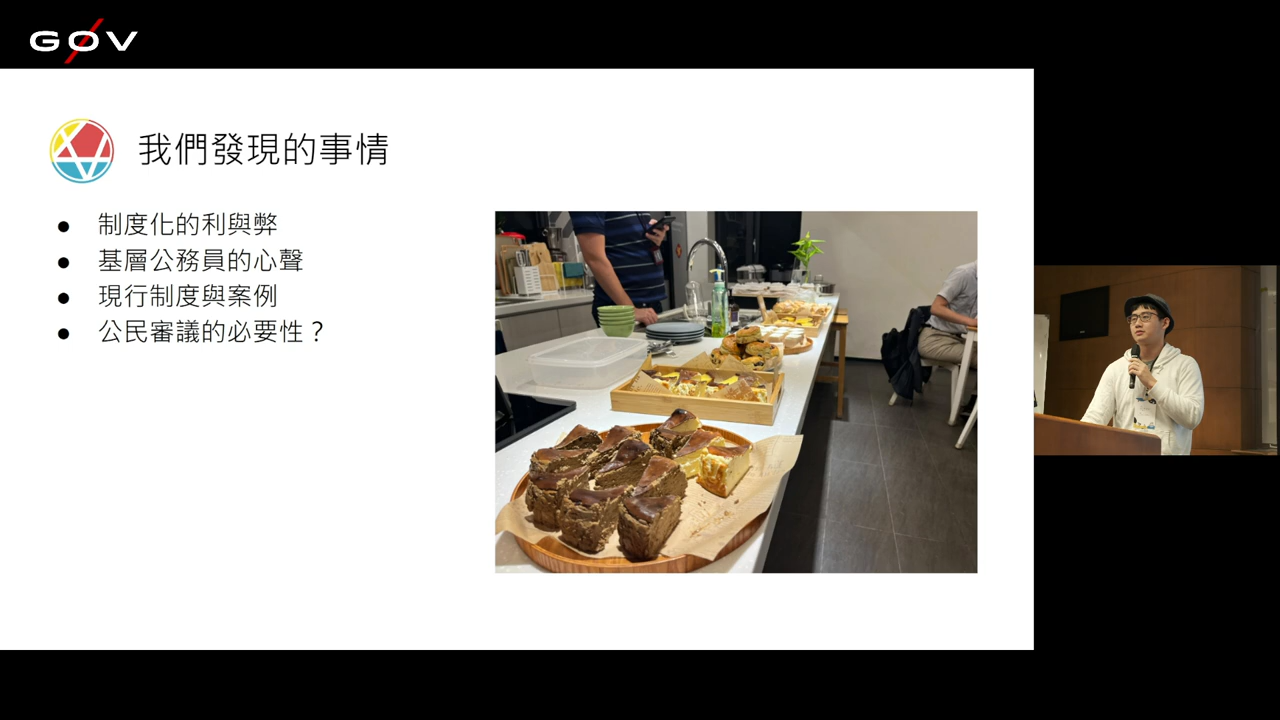 GØV
我們發現的事情
● 制度化的利與弊
● 基層公務員的心聲
● 現行制度與案例
● 公民審議的必要性？